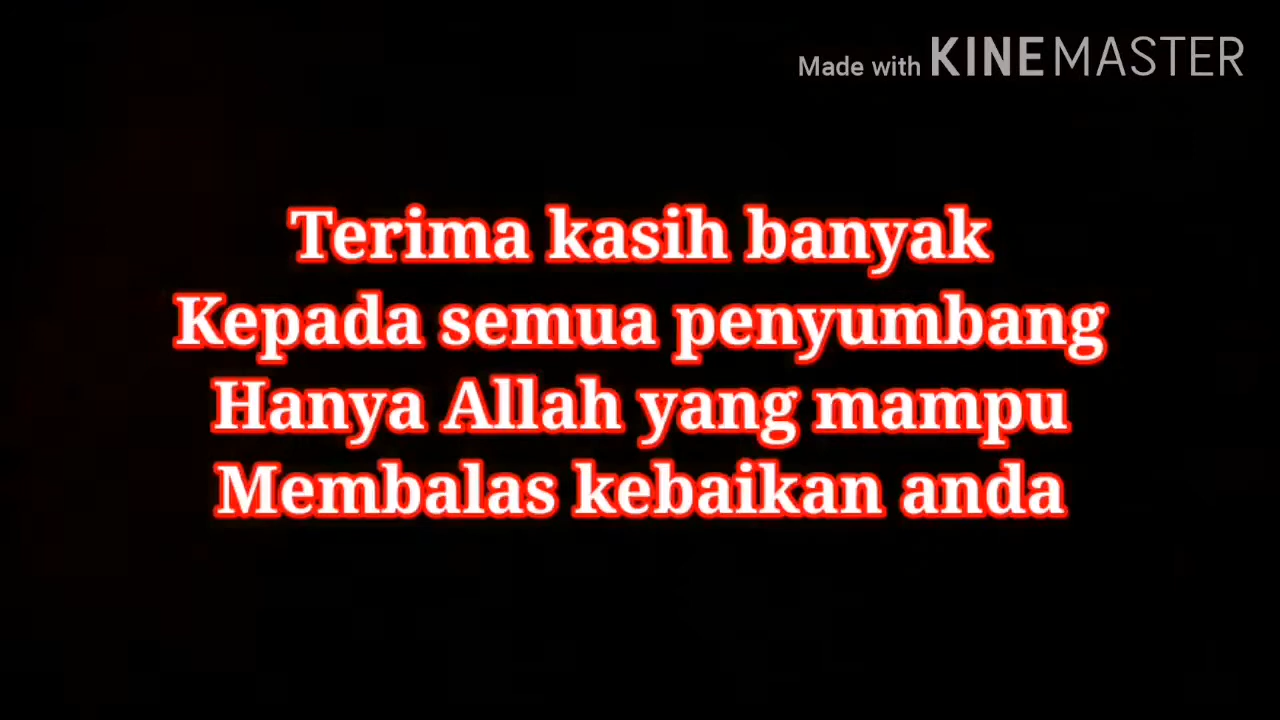 Made with KINEMASTER
Terima kasih banyak
Kepada semua penyumbang
Hanya Allah yang mampu
Membalas kebaikan anda